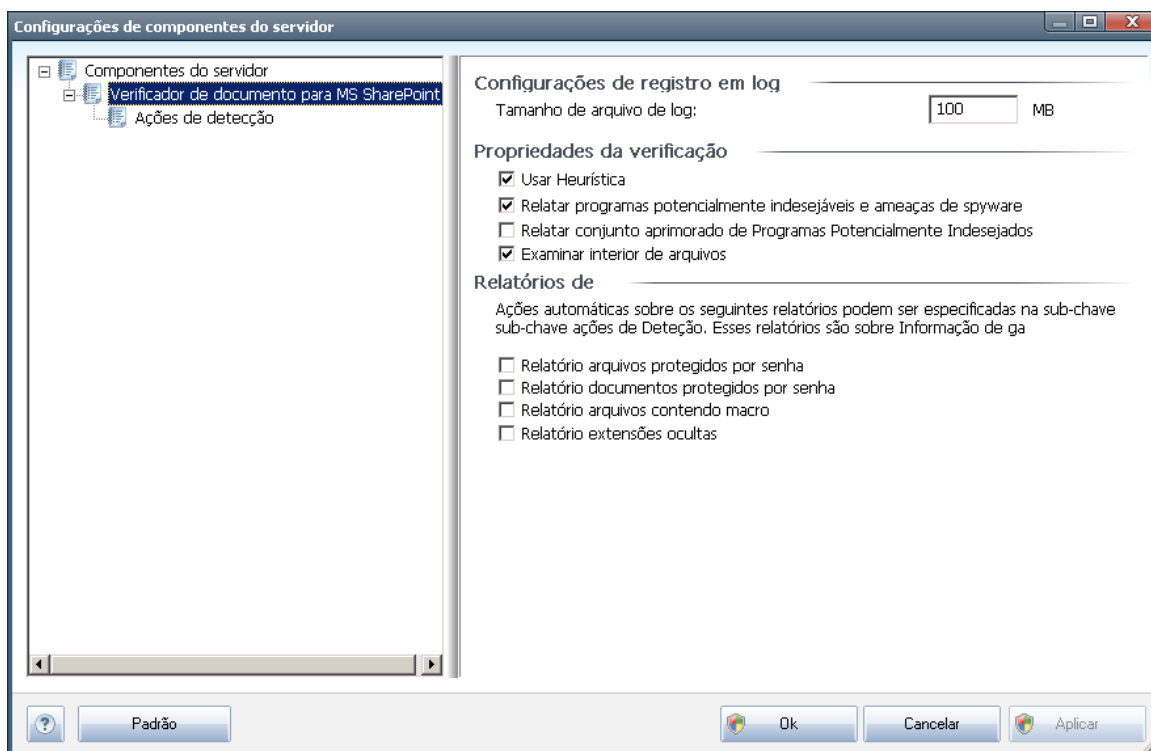 Configurações de componentes do servidor
Componentes do servidor
Verificador de documento para MS SharePoint
Ações de detecção
Configurações de registro em log
Tamanho de arquivo de log: 100 MB
Propriedades da verificação
Usar Heurística
Relatar programas potencialmente indesejáveis e ameaças de spyware
Relatar conjunto aprimorado de Programas Potencialmente Indesejados
Examinar interior de arquivos
Relatórios de
Ações automáticas sobre os seguintes relatórios podem ser especificadas na sub-chave
sub-chave ações de Deteção. Esses relatórios são sobre Informação de ga
Relatório arquivos protegidos por senha
Relatório documentos protegidos por senha
Relatório arquivos contendo macro
Relatório extensões ocultas
? Padrão Ok Cancelar Aplicar